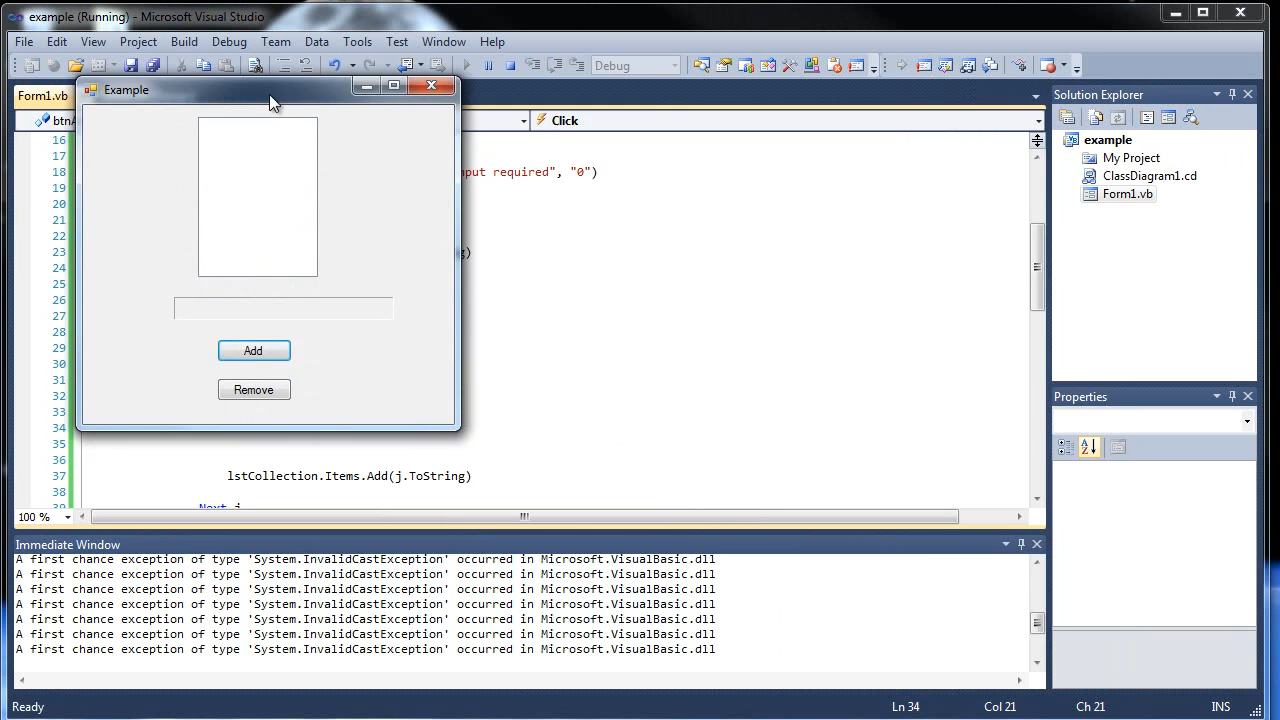 example (Running) - Microsoft Visual Studio
File Edit View Project Build Debug Team Data Tools Test Window Help
Debug
Form1.vb
Example
Click
16
17
18 input required", "0")
19
20
21
22
23 g)
24
25
26
27
28
29
30
31
32
33
34
35
36
37 lstCollection.Items.Add(j.ToString)
38
39 Next j
Add
Remove
100 %
Immediate Window
A first chance exception of type 'System.InvalidCastException' occurred in Microsoft.VisualBasic.dll
A first chance exception of type 'System.InvalidCastException' occurred in Microsoft.VisualBasic.dll
A first chance exception of type 'System.InvalidCastException' occurred in Microsoft.VisualBasic.dll
A first chance exception of type 'System.InvalidCastException' occurred in Microsoft.VisualBasic.dll
A first chance exception of type 'System.InvalidCastException' occurred in Microsoft.VisualBasic.dll
A first chance exception of type 'System.InvalidCastException' occurred in Microsoft.VisualBasic.dll
A first chance exception of type 'System.InvalidCastException' occurred in Microsoft.VisualBasic.dll
Solution Explorer
example
My Project
ClassDiagram1.cd
Form1.vb
Properties
Ready Ln 34 Col 21 Ch 21 INS